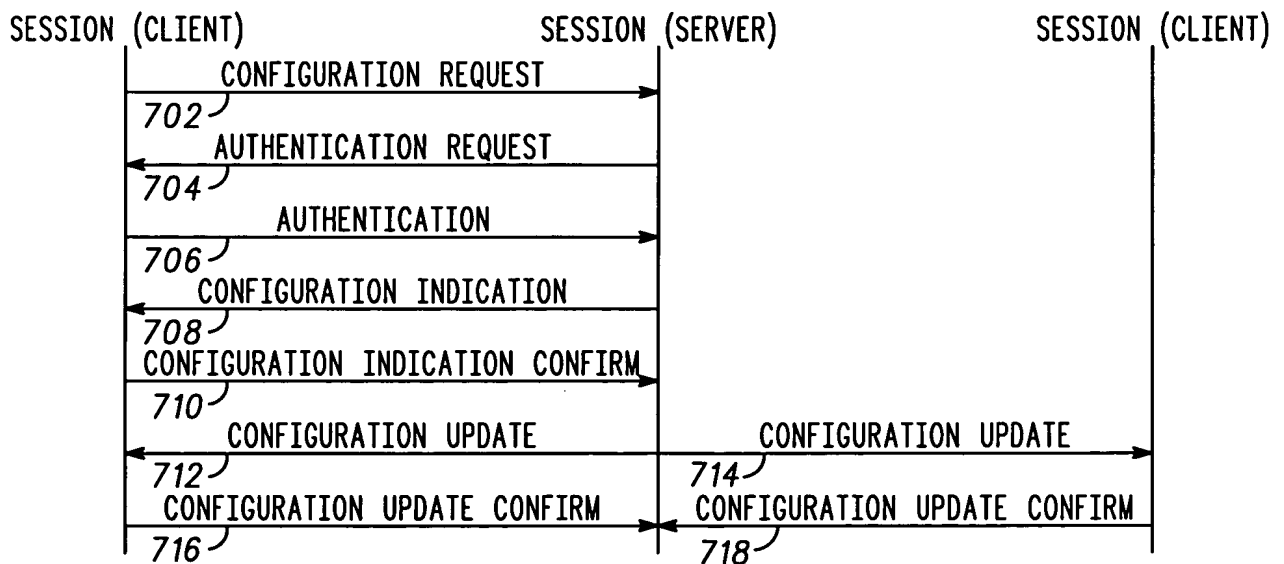 SESSION (CLIENT) SESSION (SERVER) SESSION (CLIENT)
CONFIGURATION REQUEST
702
AUTHENTICATION REQUEST
704
AUTHENTICATION
706
CONFIGURATION INDICATION
708
CONFIGURATION INDICATION CONFIRM
710
CONFIGURATION UPDATE CONFIGURATION UPDATE
712 714
CONFIGURATION UPDATE CONFIRM CONFIGURATION UPDATE CONFIRM
716 718